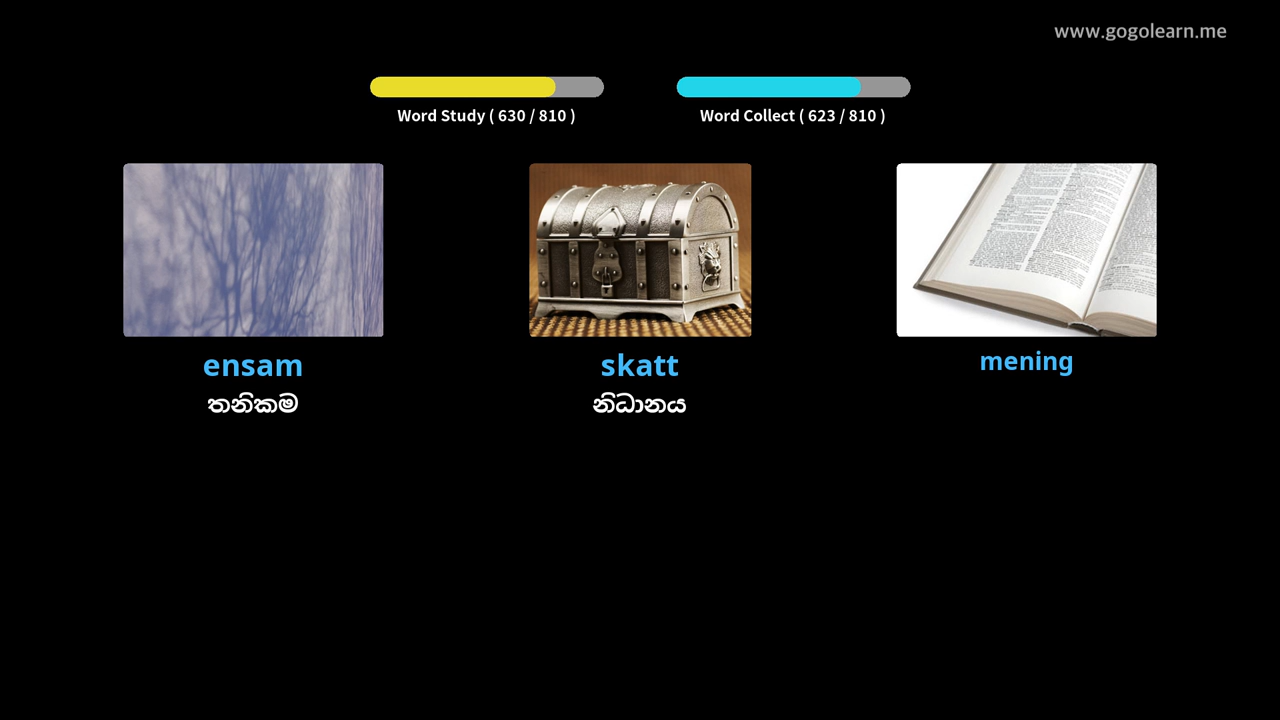 www.gogolearn.me
Word Study ( 630 / 810 )
Word Collect ( 623 / 810 )
ensam
තනිකම
skatt
නිධානය
mening